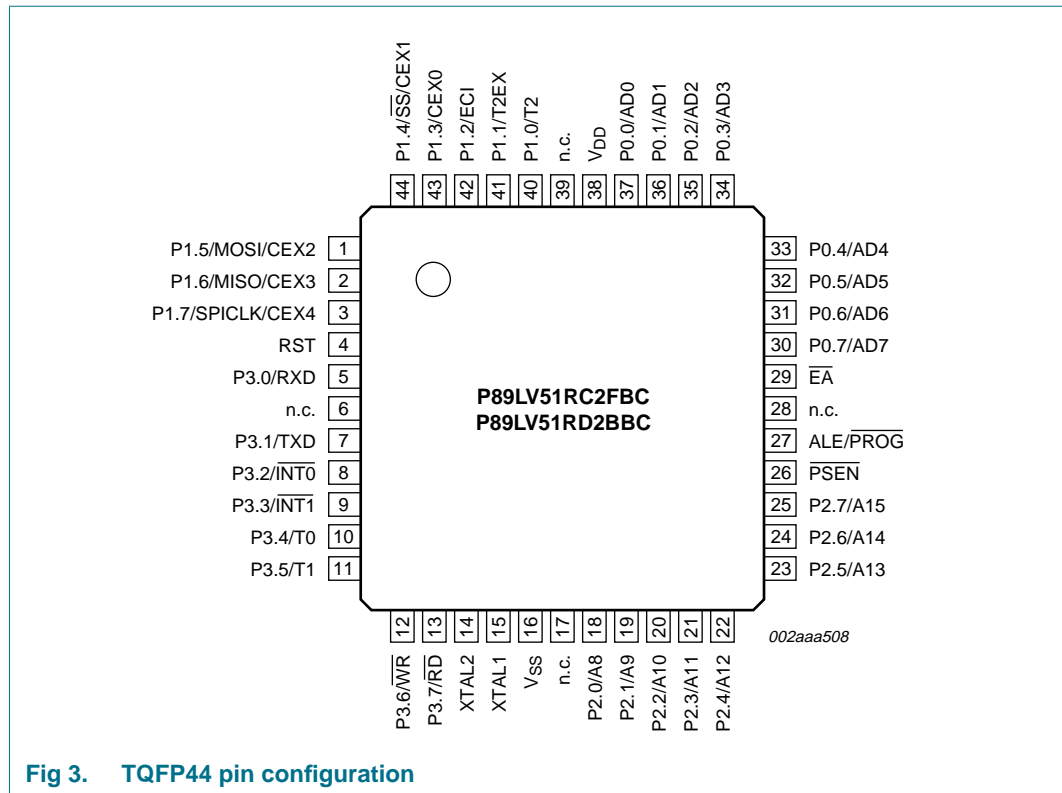 P1.4/SS/CEX1
P1.3/CEX0
P1.2/ECI
P1.1/T2EX
P1.0/T2
n.c.
VDD
P0.0/AD0
P0.1/AD1
P0.2/AD2
P0.3/AD3
44 43 42 41 40 39 38 37 36 35 34
P1.5/MOSI/CEX2 1
P1.6/MISO/CEX3 2
P1.7/SPICLK/CEX4 3
RST 4
P3.0/RXD 5
n.c. 6
P3.1/TXD 7
P3.2/INT0 8
P3.3/INT1 9
P3.4/T0 10
P3.5/T1 11
P89LV51RC2FBC
P89LV51RD2BBC
33 P0.4/AD4
32 P0.5/AD5
31 P0.6/AD6
30 P0.7/AD7
29 EA
28 n.c.
27 ALE/PROG
26 PSEN
25 P2.7/A15
24 P2.6/A14
23 P2.5/A13
12 13 14 15 16 17 18 19 20 21 22
P3.6/WR
P3.7/RD
XTAL2
XTAL1
VSS
n.c.
P2.0/A8
P2.1/A9
P2.2/A10
P2.3/A11
P2.4/A12
002aaa508
Fig 3. TQFP44 pin configuration